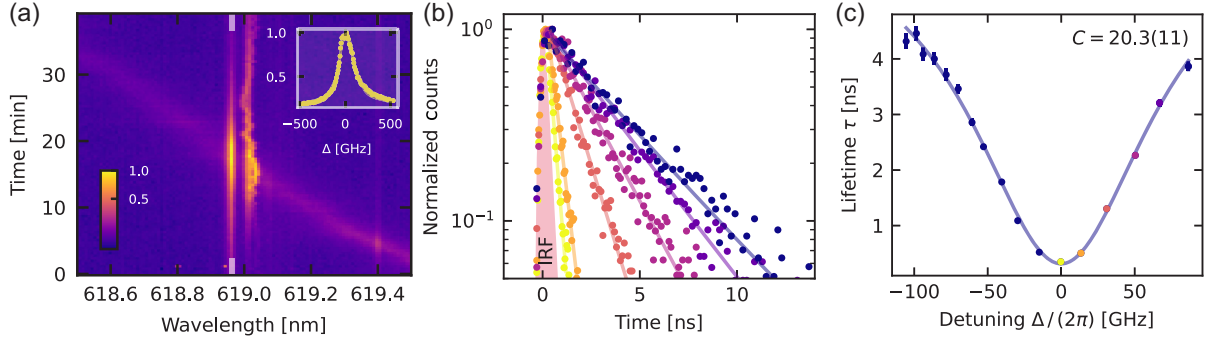 (a)
Time [min]
30
20
10
0
618.6
618.8
619.0
619.2
619.4
Wavelength [nm]
1.0
0.5
1.0
0.5
−500
0
500
Δ [GHz]
(b)
Normalized counts
10⁰
10⁻¹
IRF
0
5
10
Time [ns]
(c)
Lifetime τ [ns]
4
3
2
1
C = 20.3(11)
−100
−50
0
50
Detuning Δ/(2π) [GHz]